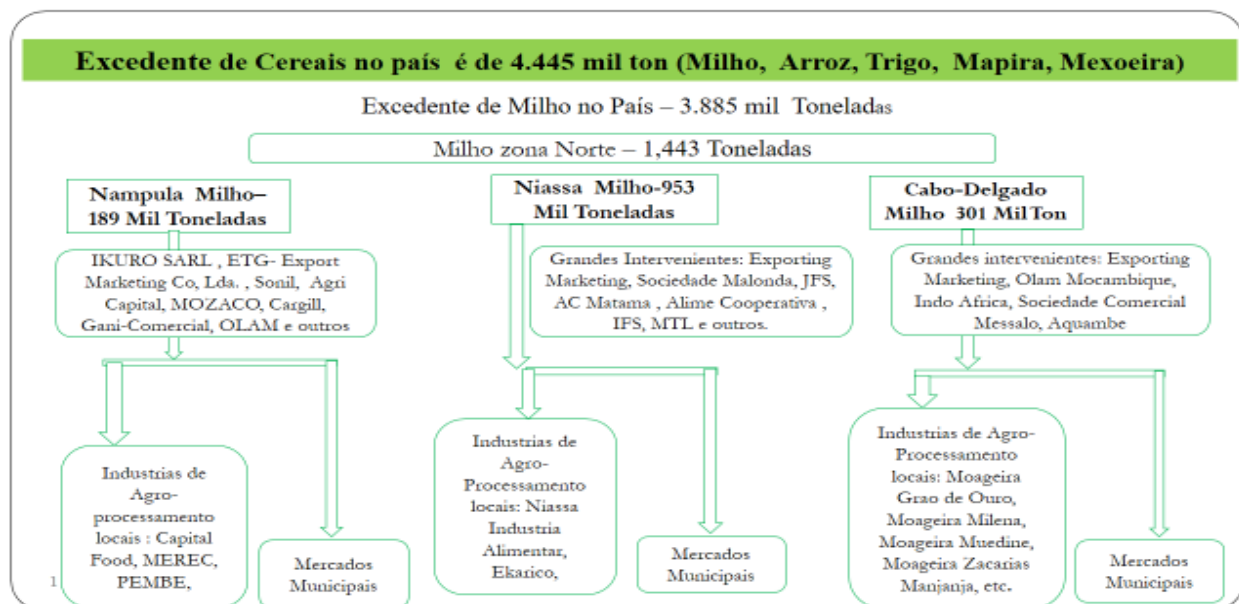 Excedente de Cereais no país é de 4.445 mil ton (Milho, Arroz, Trigo, Mapira, Mexoeira)
Excedente de Milho no País – 3.885 mil Toneladas
Milho zona Norte – 1,443 Toneladas
Nampula Milho–
189 Mil Toneladas
Niassa Milho-953
Mil Toneladas
Cabo-Delgado
Milho 301 Mil Ton
IKURO SARL , ETG- Export
Marketing Co, Lda. , Sonil, Agri
Capital, MOZACO, Cargill,
Gani-Comercial, OLAM e outros
Grandes Intervenientes: Exporting
Marketing, Sociedade Malonda, JFS,
AC Matama , Alime Cooperativa ,
IFS, MTL e outros.
Grandes intervenientes: Exporting
Marketing, Olam Mocambique,
Indo Africa, Sociedade Comercial
Messalo, Aquambe
Industrias de
Agro-
processamento
locais : Capital
Food, MEREC,
PEMBE,
Mercados
Municipais
Industrias de
Agro-
Processamento
locais: Niassa
Industria
Alimentar,
Ekarico,
Mercados
Municipais
Industrias de Agro-
Processamento
locais: Moageira
Grao de Ouro,
Moageira Milena,
Moageira Muedine,
Moageira Zacarias
Manjanja, etc.
Mercados
Municipais
1